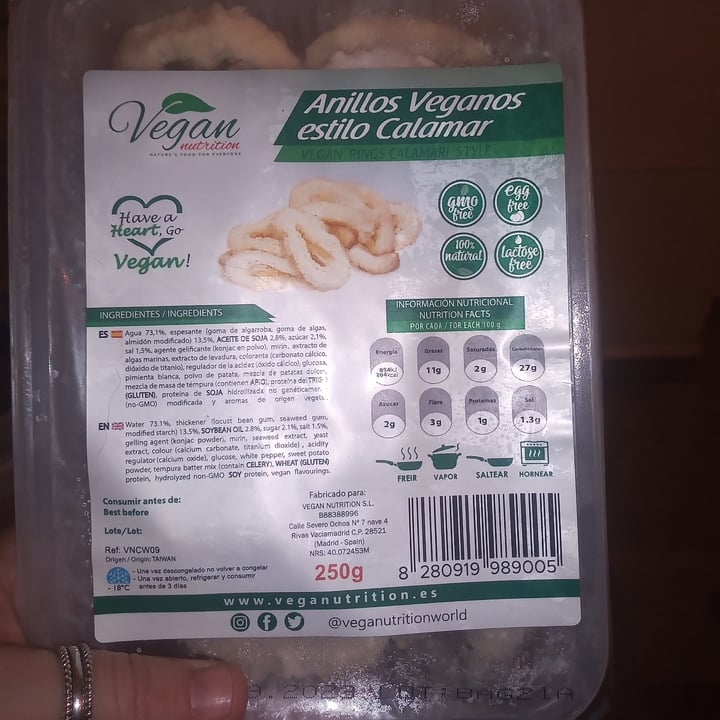 Vegan
nutrition
NATURE'S FOOD FOR EVERYONE
Anillos Veganos
estilo Calamar
VEGAN RINGS CALAMARI STYLE
Have a
Heart, Go
Vegan!
gmo
free
egg
free
100%
natural
lactose
free
INGREDIENTES / INGREDIENTS
ES Agua 73,1%, espesante (goma de algarroba, goma de algas,
almidón modificado) 13,5%, ACEITE DE SOJA 2.8%, azúcar 2,1%,
sal 1,5%, agente gelificante (konjac en polvo), mirin, extracto de
algas marinas, extracto de levadura, colorante (carbonato cálcico,
dióxido de titanio), regulador de la acidez (óxido cálcico), glucosa,
pimienta blanca, polvo de patata, mezcla de patatas
mezcla de masa de témpura (contienen APIO), proteína del TRIGO
(GLUTEN), proteína de SOJA hidrolizada no genéticamen.
(no-GMO) modificada y aromas de origen
EN Water 73.1%, thickener locust bean gum, seaweed gum,
modified starch) 13.5%, SOYBEAN OIL 2.8%, sugar 2.1%, salt 1.5%,
gelling agent (konjac powder), mirin, seaweed extract, yeast
extract, colour (calcium carbonate, titanium dioxide) , acidity
regulator (calcium oxide), glucose, white pepper, sweet potato
powder, tempura batter mix (contain CELERY), WHEAT (GLUTEN)
protein, hydrolyzed non-GMO SOY protein, vegan flavourings.
INFORMACIÓN NUTRICIONAL
NUTRITION FACTS
POR CADA / FOR EACH 100 g
Energía
Grasas
Saturadas
Carbohidratos
854kJ
204kcal
11g
2g
27g
Azúcar
Fibra
Proteínas
Sal
2g
3g
1g
1.3g
FREIR
VAPOR
SALTEAR
HORNEAR
Consumir antes de:
Best before
Lote/Lot:
Ref: VNCW09
Origen / Origin: TAIWAN
- 18°C
- Una vez descongelado no volver a congelar
- Una vez abierto, refrigerar y consumir
antes de 3 días
Fabricado para:
VEGAN NUTRITION S.L.
B88388996
Calle Severo Ochoa Nº 7 nave 4
Rivas Vaciamadrid C.P. 28521
(Madrid - Spain)
NRS: 40.072453M
250g
8 280919 989005
www.veganutrition.es
@veganutritionworld
9.2023 LOT:BAG21A